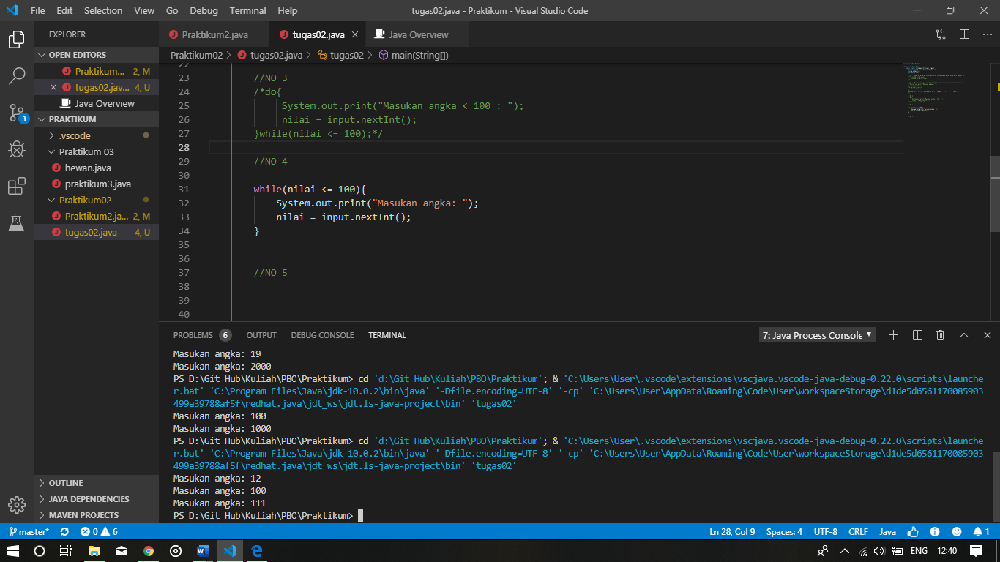 File Edit Selection View Go Debug Terminal Help
tugas02.java - Praktikum - Visual Studio Code
EXPLORER
OPEN EDITORS
Praktikum... 2, M
tugas02.jav... 4, U
Java Overview
PRAKTIKUM
.vscode
Praktikum 03
hewan.java
praktikum3.java
Praktikum02
Praktikum2.ja... 2, M
tugas02.java 4, U
OUTLINE
JAVA DEPENDENCIES
MAVEN PROJECTS
3
Praktikum2.java tugas02.java Java Overview
Praktikum02 > tugas02.java > tugas02 > main(String[])
22
23 //NO 3
24 /*do{
25 System.out.print("Masukan angka < 100 : ");
26 nilai = input.nextInt();
27 }while(nilai <= 100);*/
28
29 //NO 4
30
31 while(nilai <= 100){
32 System.out.print("Masukan angka: ");
33 nilai = input.nextInt();
34 }
35
36
37 //NO 5
38
39
40
PROBLEMS 6 OUTPUT DEBUG CONSOLE TERMINAL
7: Java Process Console
Masukan angka: 19
Masukan angka: 2000
PS D:\Git Hub\Kuliah\PBO\Praktikum> cd 'd:\Git Hub\Kuliah\PBO\Praktikum'; & 'C:\Users\User\.vscode\extensions\vscjava.vscode-java-debug-0.22.0\scripts\launche
r.bat' 'C:\Program Files\Java\jdk-10.0.2\bin\java' '-Dfile.encoding=UTF-8' '-cp' 'C:\Users\User\AppData\Roaming\Code\User\workspaceStorage\d1de5d6561170085903
499a39788af5f\redhat.java\jdt_ws\jdt.ls-java-project\bin' 'tugas02'
Masukan angka: 100
Masukan angka: 1000
PS D:\Git Hub\Kuliah\PBO\Praktikum> cd 'd:\Git Hub\Kuliah\PBO\Praktikum'; & 'C:\Users\User\.vscode\extensions\vscjava.vscode-java-debug-0.22.0\scripts\launche
r.bat' 'C:\Program Files\Java\jdk-10.0.2\bin\java' '-Dfile.encoding=UTF-8' '-cp' 'C:\Users\User\AppData\Roaming\Code\User\workspaceStorage\d1de5d6561170085903
499a39788af5f\redhat.java\jdt_ws\jdt.ls-java-project\bin' 'tugas02'
Masukan angka: 12
Masukan angka: 100
Masukan angka: 111
PS D:\Git Hub\Kuliah\PBO\Praktikum>
master* 0 6
Ln 28, Col 9 Spaces: 4 UTF-8 CRLF Java 1
ENG 12:40